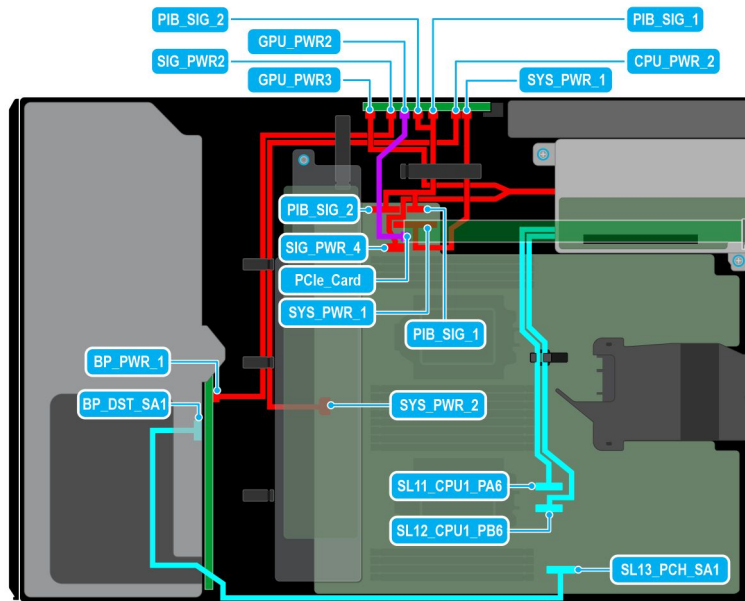 PIB_SIG_2
PIB_SIG_1
GPU_PWR2
SIG_PWR2
CPU_PWR_2
GPU_PWR3
SYS_PWR_1
PIB_SIG_2
SIG_PWR_4
PCIe_Card
SYS_PWR_1
PIB_SIG_1
BP_PWR_1
BP_DST_SA1
SYS_PWR_2
SL11_CPU1_PA6
SL12_CPU1_PB6
SL13_PCH_SA1